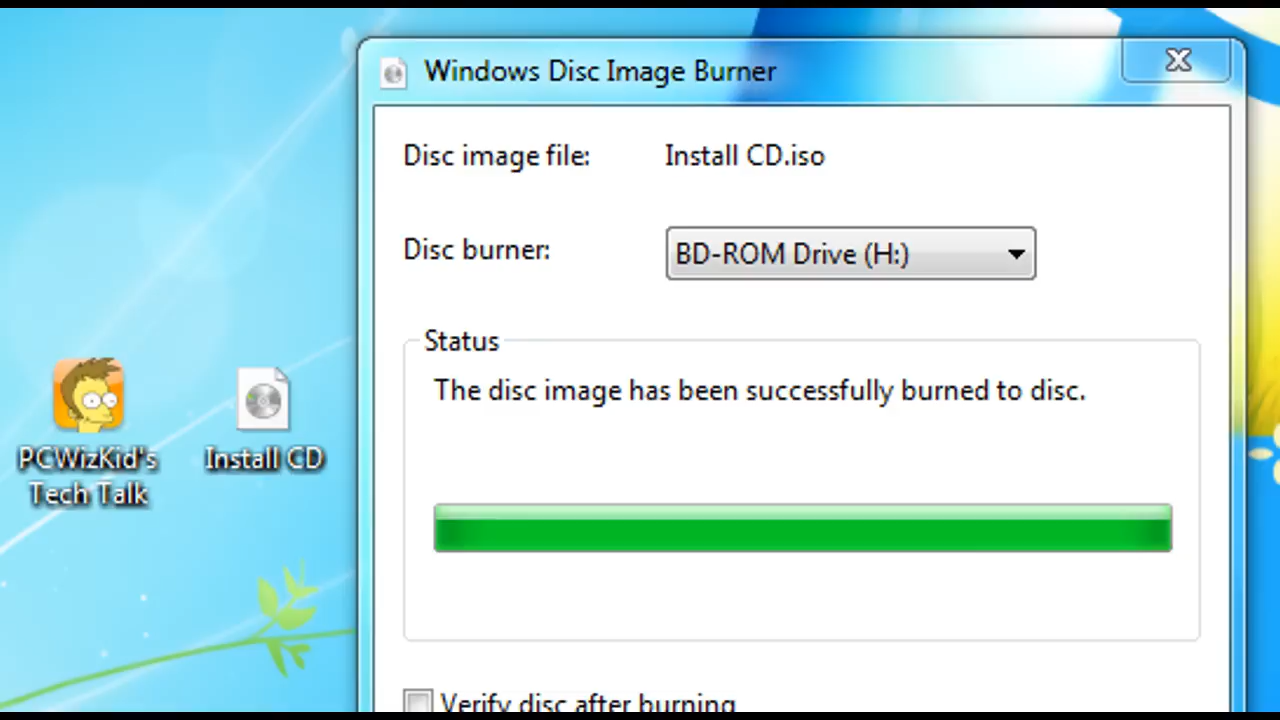 Windows Disc Image Burner
X
Disc image file: Install CD.iso
Disc burner: BD-ROM Drive (H:)
Status
The disc image has been successfully burned to disc.
PCWizKid's
Tech Talk
Install CD
Verify disc after burning